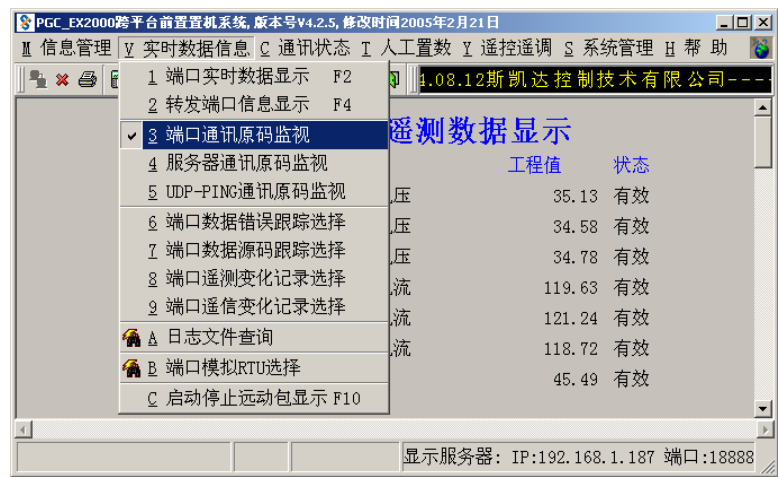 PGC_EX2000跨平台前置置机系统,版本号V4.2.5,修改时间2005年2月21日
M 信息管理 V 实时数据信息 C 通讯状态 T 人工置数 Y 遥控遥调 S 系统管理 H 帮 助
4.08.12斯凯达控制技术有限公司----
1 端口实时数据显示 F2
2 转发端口信息显示 F4
3 端口通讯原码监视
4 服务器通讯原码监视
5 UDP-PING通讯原码监视
6 端口数据错误跟踪选择
7 端口数据源码跟踪选择
8 端口遥测变化记录选择
9 端口遥信变化记录选择
A 日志文件查询
B 端口模拟RTU选择
C 启动停止远动包显示 F10
遥测数据显示
工程值 状态
压 35.13 有效
压 34.58 有效
压 34.78 有效
流 119.63 有效
流 121.24 有效
流 118.72 有效
45.49 有效
显示服务器: IP:192.168.1.187 端口:18888